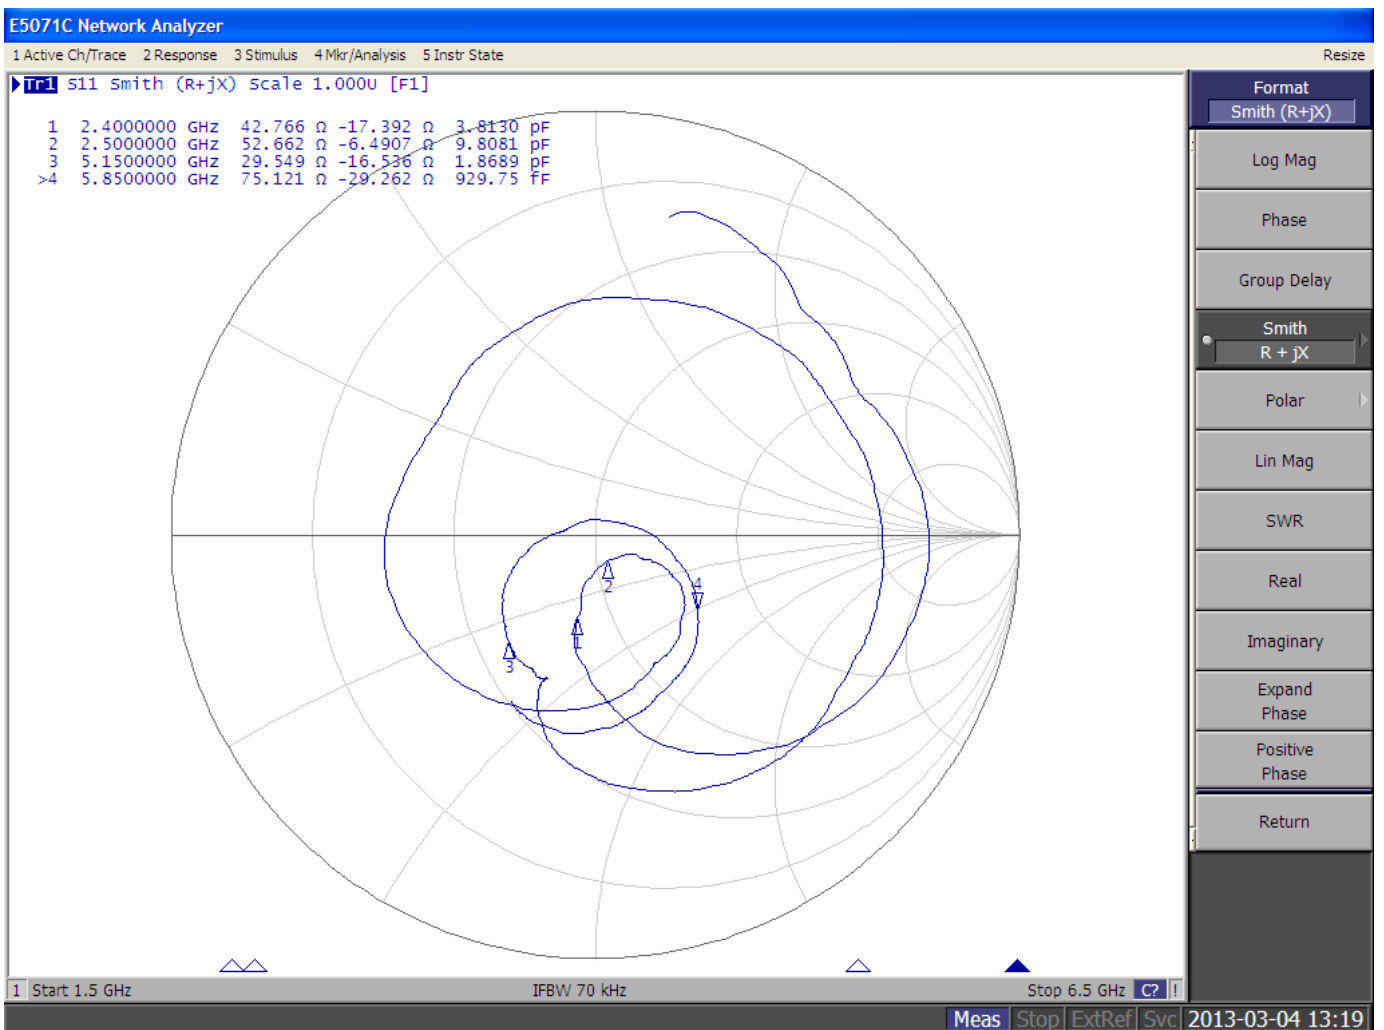 E5071C Network Analyzer
1 Active Ch/Trace 2 Response 3 Stimulus 4 Mkr/Analysis 5 Instr State Resize
Tr1 S11 Smith (R+jX) Scale 1.000U [F1]
1 2.4000000 GHz 42.766 Ω -17.392 Ω 3.8130 pF
2 2.5000000 GHz 52.662 Ω -6.4907 Ω 9.8081 pF
3 5.1500000 GHz 29.549 Ω -16.536 Ω 1.8689 pF
>4 5.8500000 GHz 75.121 Ω -29.262 Ω 929.75 fF
4
2
1
3
Format
Smith (R+jX)
Log Mag
Phase
Group Delay
Smith
R + jX
Polar
Lin Mag
SWR
Real
Imaginary
Expand
Phase
Positive
Phase
Return
1 Start 1.5 GHz IFBW 70 kHz Stop 6.5 GHz C? !
Meas Stop ExtRef Svc 2013-03-04 13:19